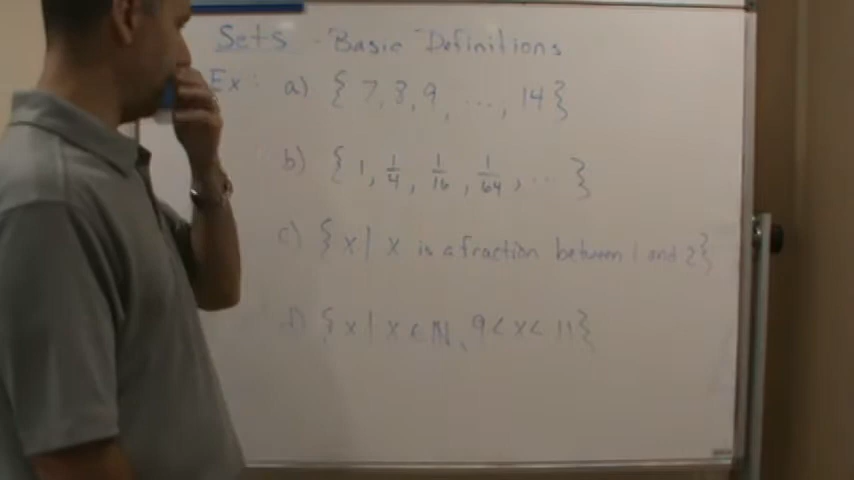 Sets - Basic Definitions
Ex: a) { 7, 8, 9, ..., 14 }
b) { 1, 1/4, 1/16, 1/64, ... }
c) { x | x is a fraction between 1 and 2 }
d) { x | x ∈ ℕ, 9 < x < 11 }